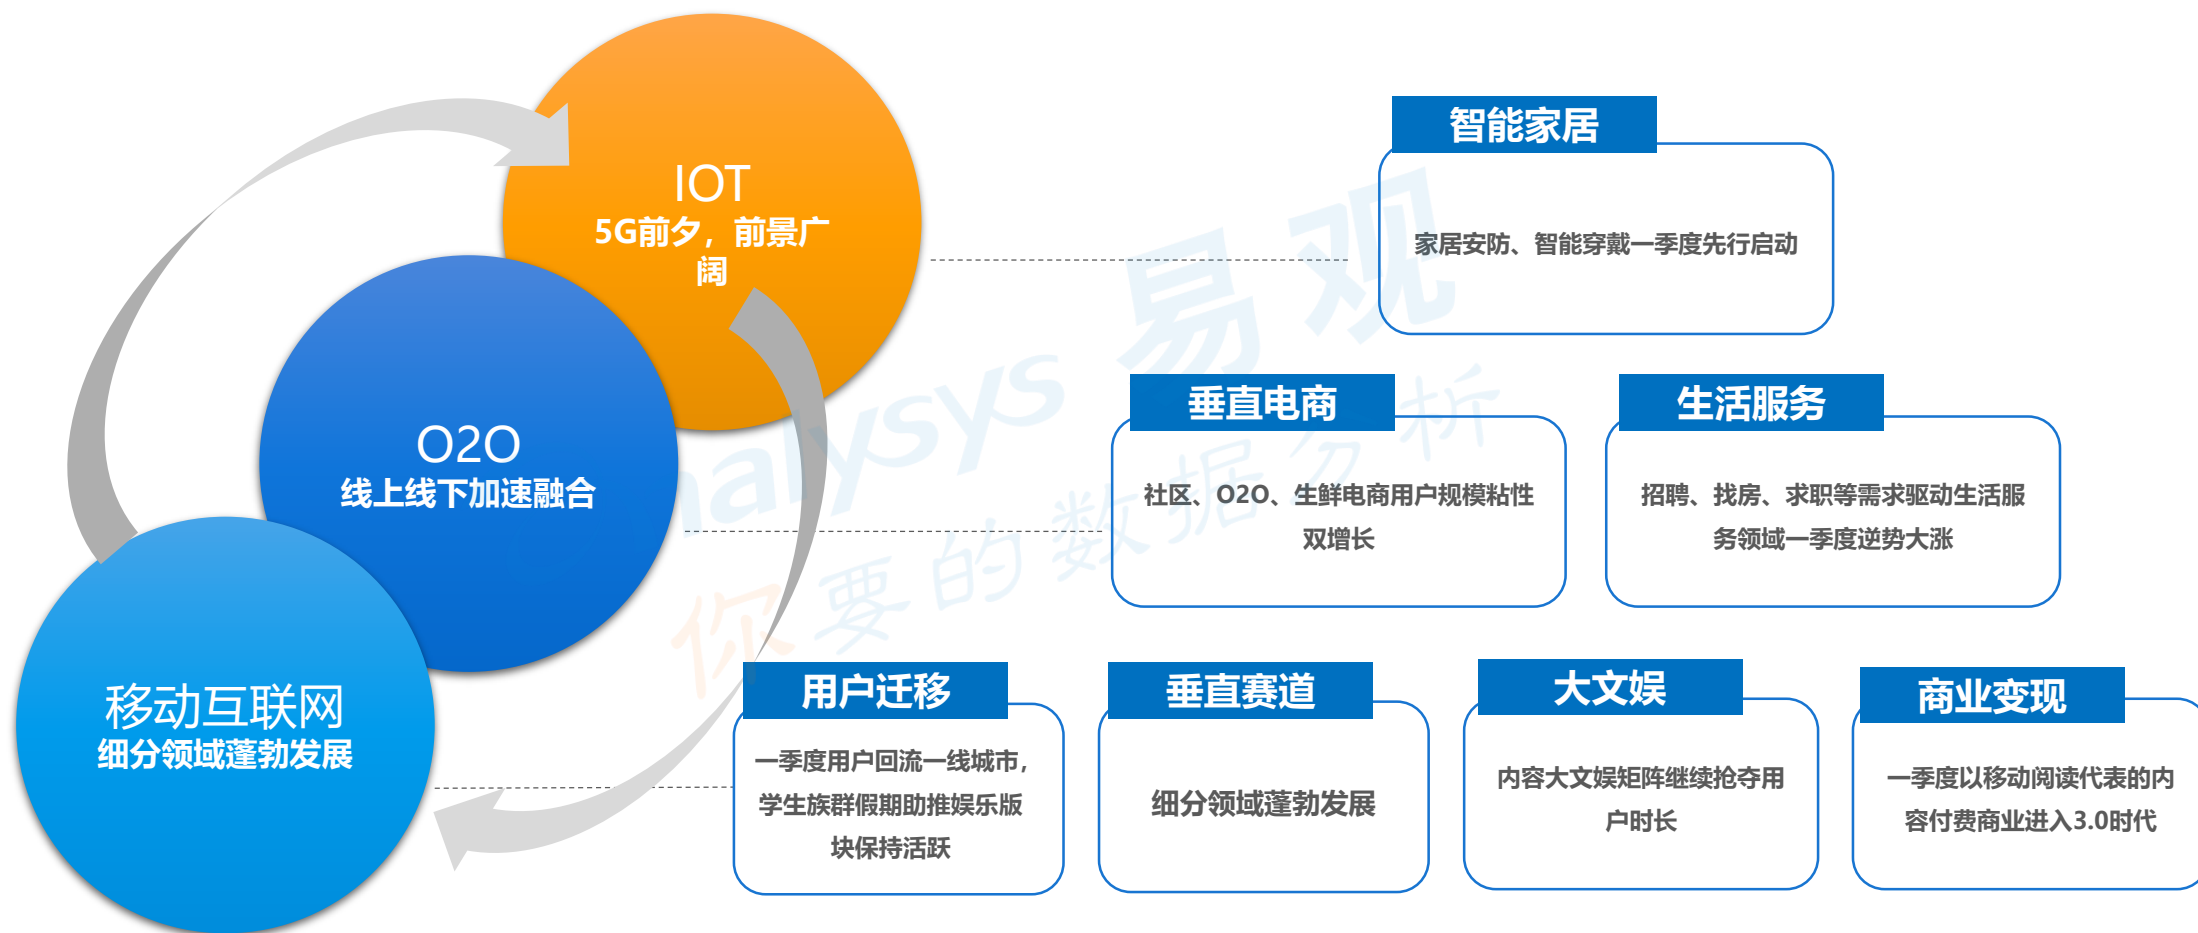 IOT
5G前夕，前景广
阔
O2O
线上线下加速融合
移动互联网
细分领域蓬勃发展
智能家居
家居安防、智能穿戴一季度先行启动
垂直电商
社区、O2O、生鲜电商用户规模粘性
双增长
生活服务
招聘、找房、求职等需求驱动生活服
务领域一季度逆势大涨
用户迁移
一季度用户回流一线城市，
学生族群假期助推娱乐版
块保持活跃
垂直赛道
细分领域蓬勃发展
大文娱
内容大文娱矩阵继续抢夺用
户时长
商业变现
一季度以移动阅读代表的内
容付费商业进入3.0时代
nalysys 易观
你要的数据分析